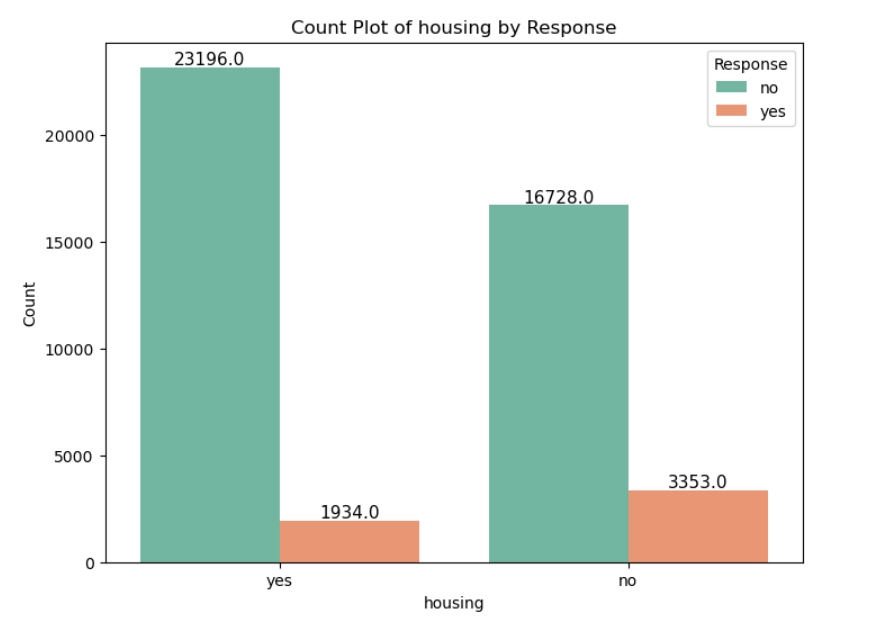 Count Plot of housing by Response
23196.0
Response
no
yes
20000
16728.0
15000
Count
10000
5000
3353.0
1934.0
0
yes
no
housing